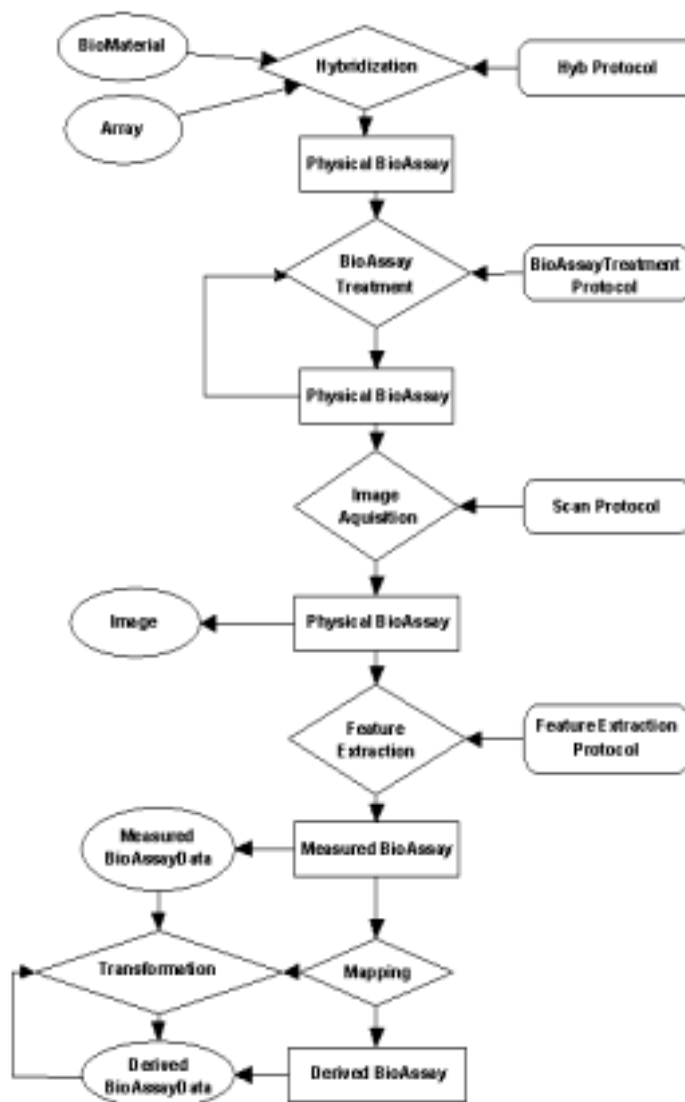 BioMaterial
Hybridization
Hyb Protocol
Array
Physical BioAssay
BioAssay
Treatment
BioAssayTreatment
Protocol
Physical BioAssay
Image
Aquisition
Scan Protocol
Image
Physical BioAssay
Feature
Extraction
Feature Extraction
Protocol
Measured
BioAssayData
Measured BioAssay
Transformation
Mapping
Derived
BioAssayData
Derived BioAssay